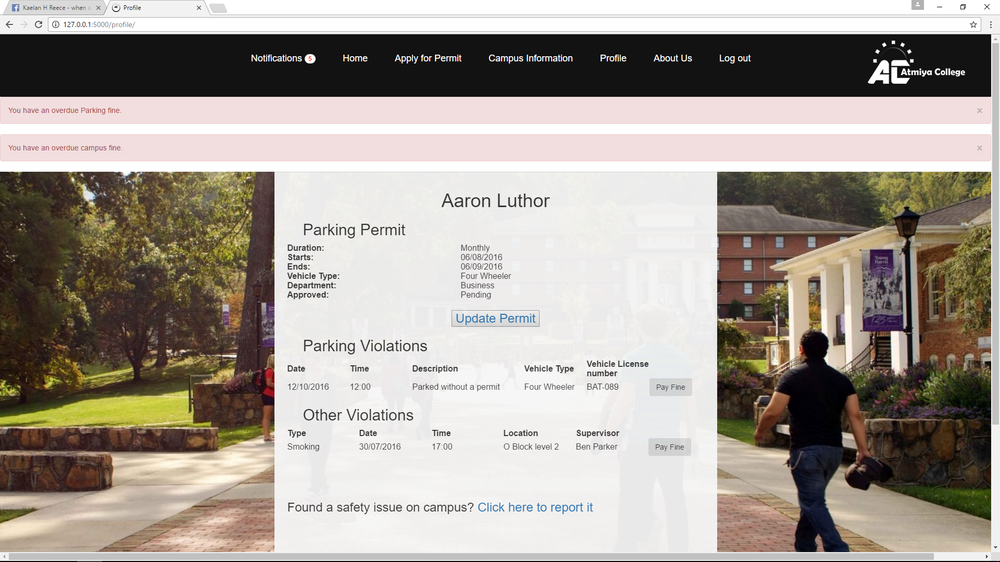 Kaelan H Reece - when a
Profile
127.0.0.1:5000/profile/
Notifications 5 Home Apply for Permit Campus Information Profile About Us Log out
AC Atmiya College
You have an overdue Parking fine. ×
You have an overdue campus fine. ×
Aaron Luthor
Parking Permit
Duration: Monthly
Starts: 06/08/2016
Ends: 06/09/2016
Vehicle Type: Four Wheeler
Department: Business
Approved: Pending
Update Permit
Parking Violations
Date Time Description Vehicle Type Vehicle License number
12/10/2016 12:00 Parked without a permit Four Wheeler BAT-089 Pay Fine
Other Violations
Type Date Time Location Supervisor
Smoking 30/07/2016 17:00 O Block level 2 Ben Parker Pay Fine
Found a safety issue on campus? Click here to report it
Young
Harris
125